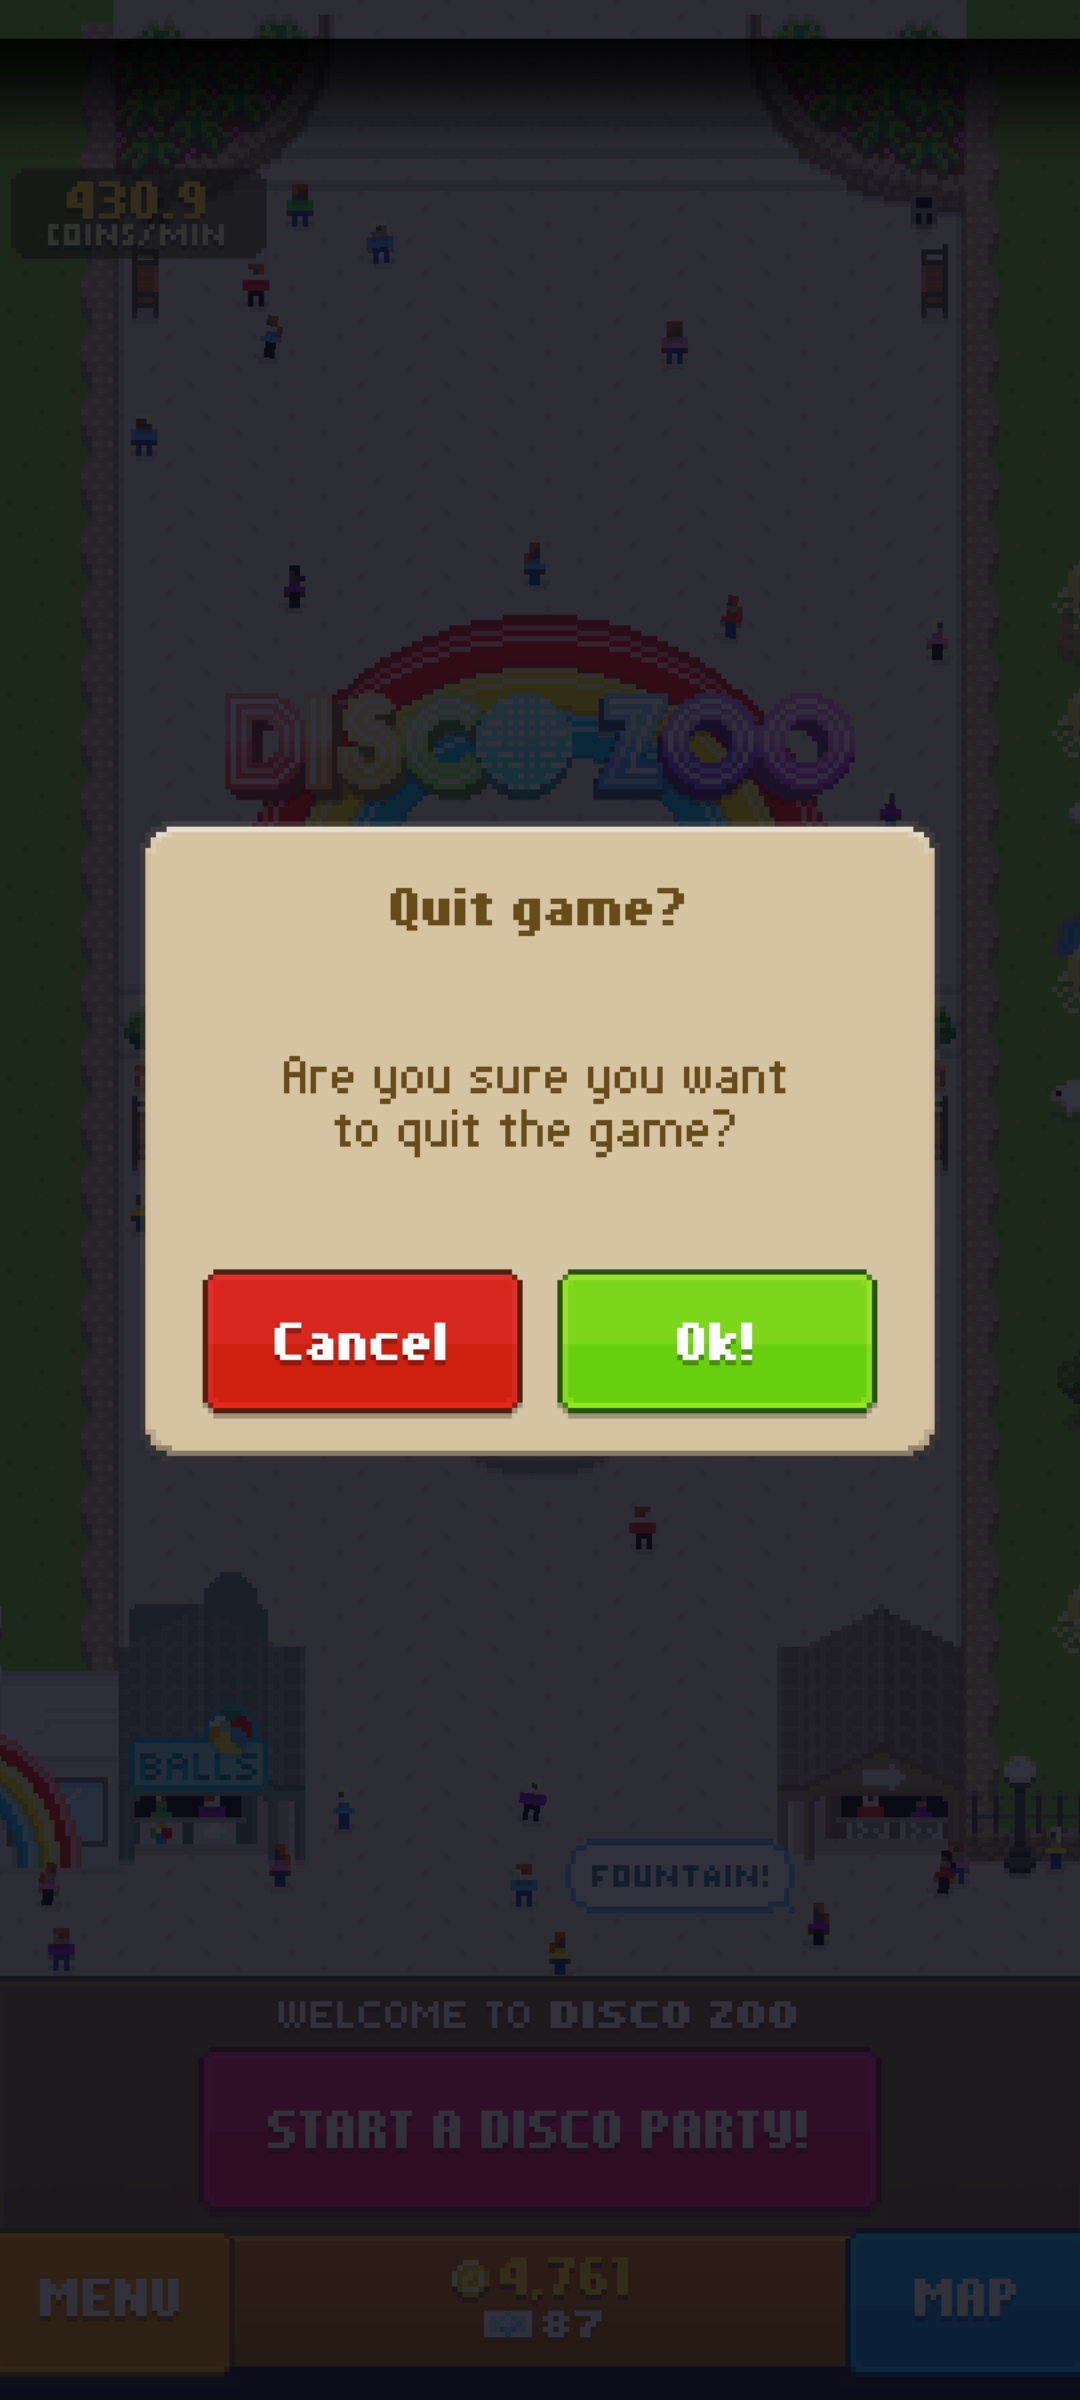 430.9
COINS/MIN
DISCO ZOO
Quit game?
Are you sure you want
to quit the game?
Cancel
Ok!
BALLS
FOUNTAIN!
WELCOME TO DISCO ZOO
START A DISCO PARTY!
MENU
4,761
87
MAP